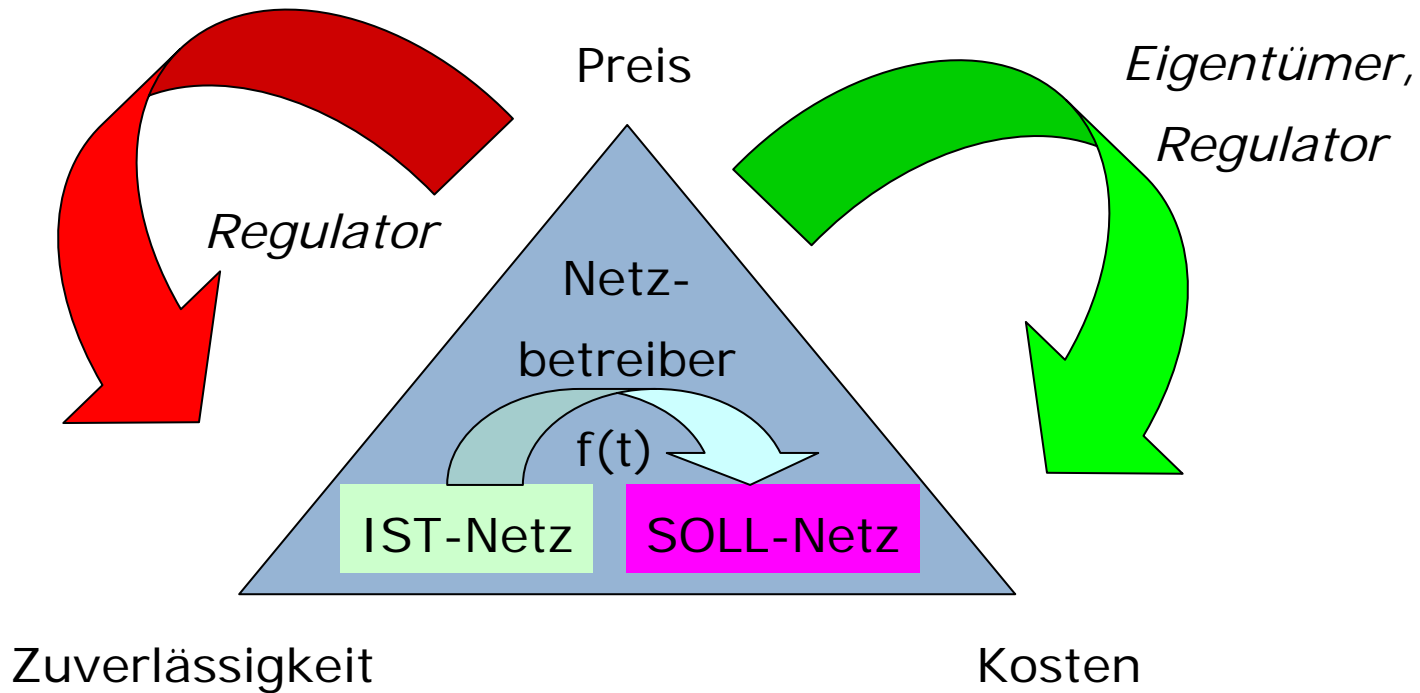 Preis
Eigentümer,
Regulator
Regulator
Netz-
betreiber
f(t)
IST-Netz
SOLL-Netz
Zuverlässigkeit
Kosten